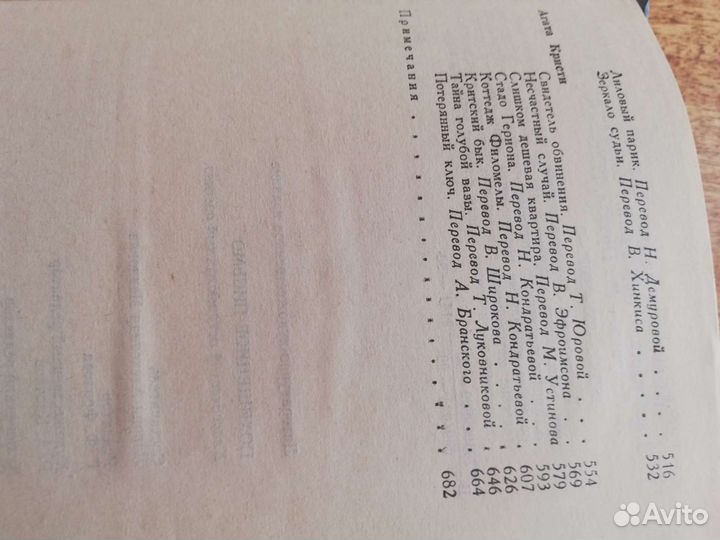 Лиловый парик. Перевод Н. Демуровой . . . . 516
Зеркало судьи. Перевод В. Хинкиса . . . . . 532
Агата Кристи
Свидетель обвинения. Перевод Т. Юровой . . . 554
Несчастный случай. Перевод В. Эфроимсона . . 569
Слишком дешевая квартира. Перевод М. Устинова 579
Стадо Гериона. Перевод Н. Кондратьевой . . . 593
Коттедж Филомелы. Перевод Н. Кондратьевой . 607
Критский бык. Перевод В. Широкова . . . . 626
Тайна голубой вазы. Перевод Т. Луковниковой 646
Потерянный ключ. Перевод А. Бранского . . . 664
Примечания . . . . . . . . . . . . . . . 682
Avito